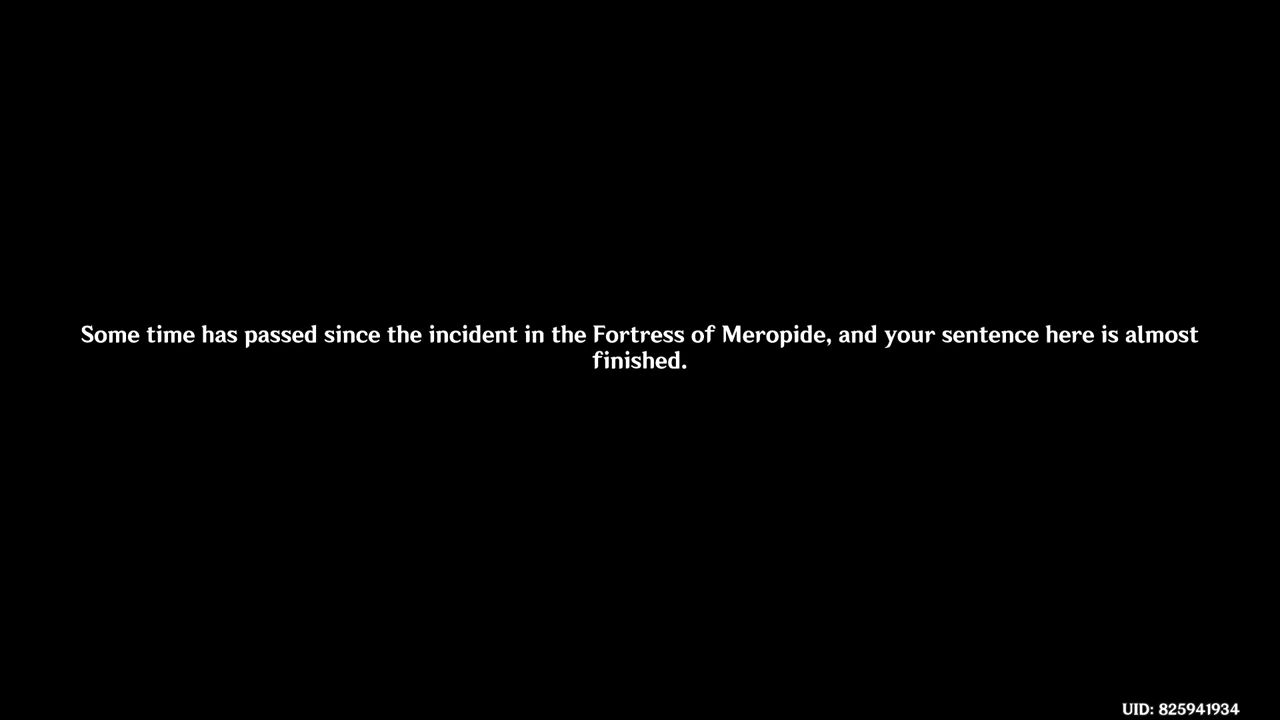 Some time has passed since the incident in the Fortress of Meropide, and your sentence here is almost
finished.
UID: 825941934